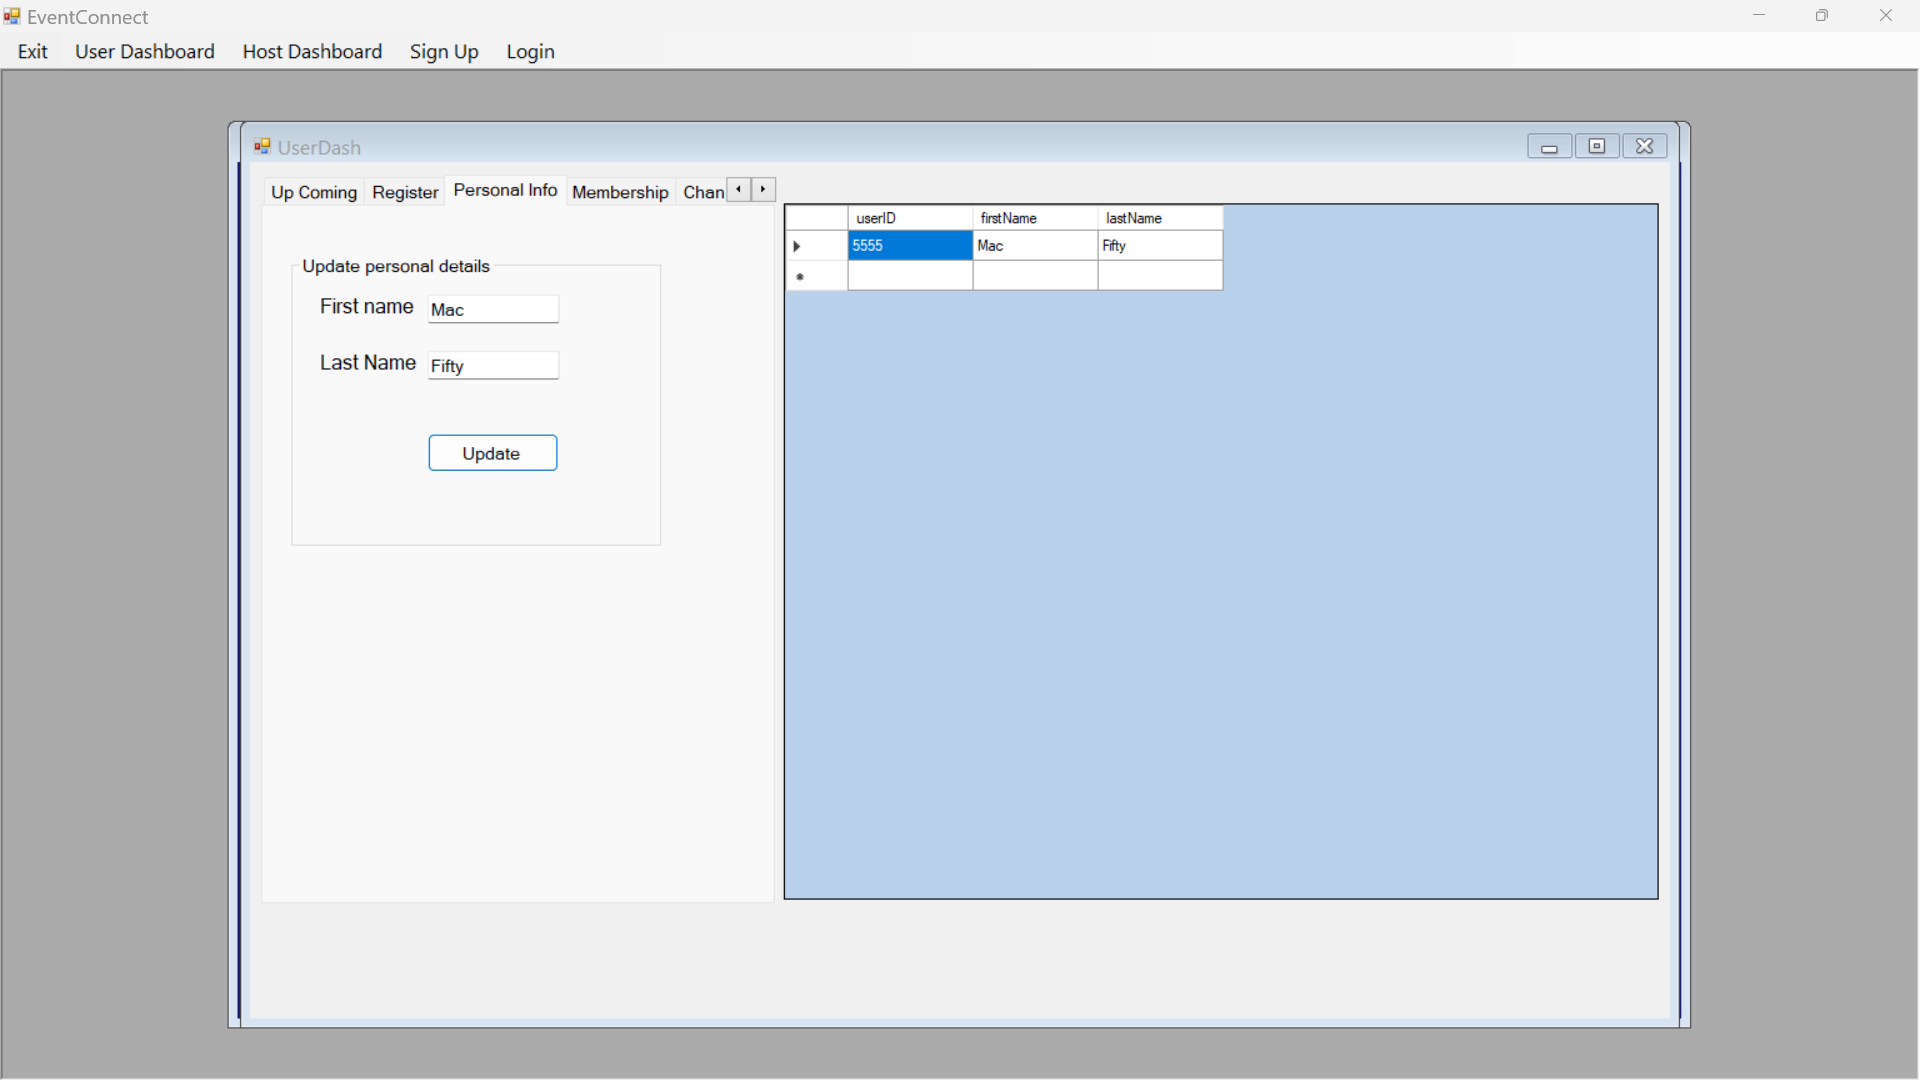 EventConnect
Exit User Dashboard Host Dashboard Sign Up Login
UserDash
Up Coming Register Personal Info Membership Chan
userID firstName lastName
5555 Mac Fifty
Update personal details
First name Mac
Last Name Fifty
Update